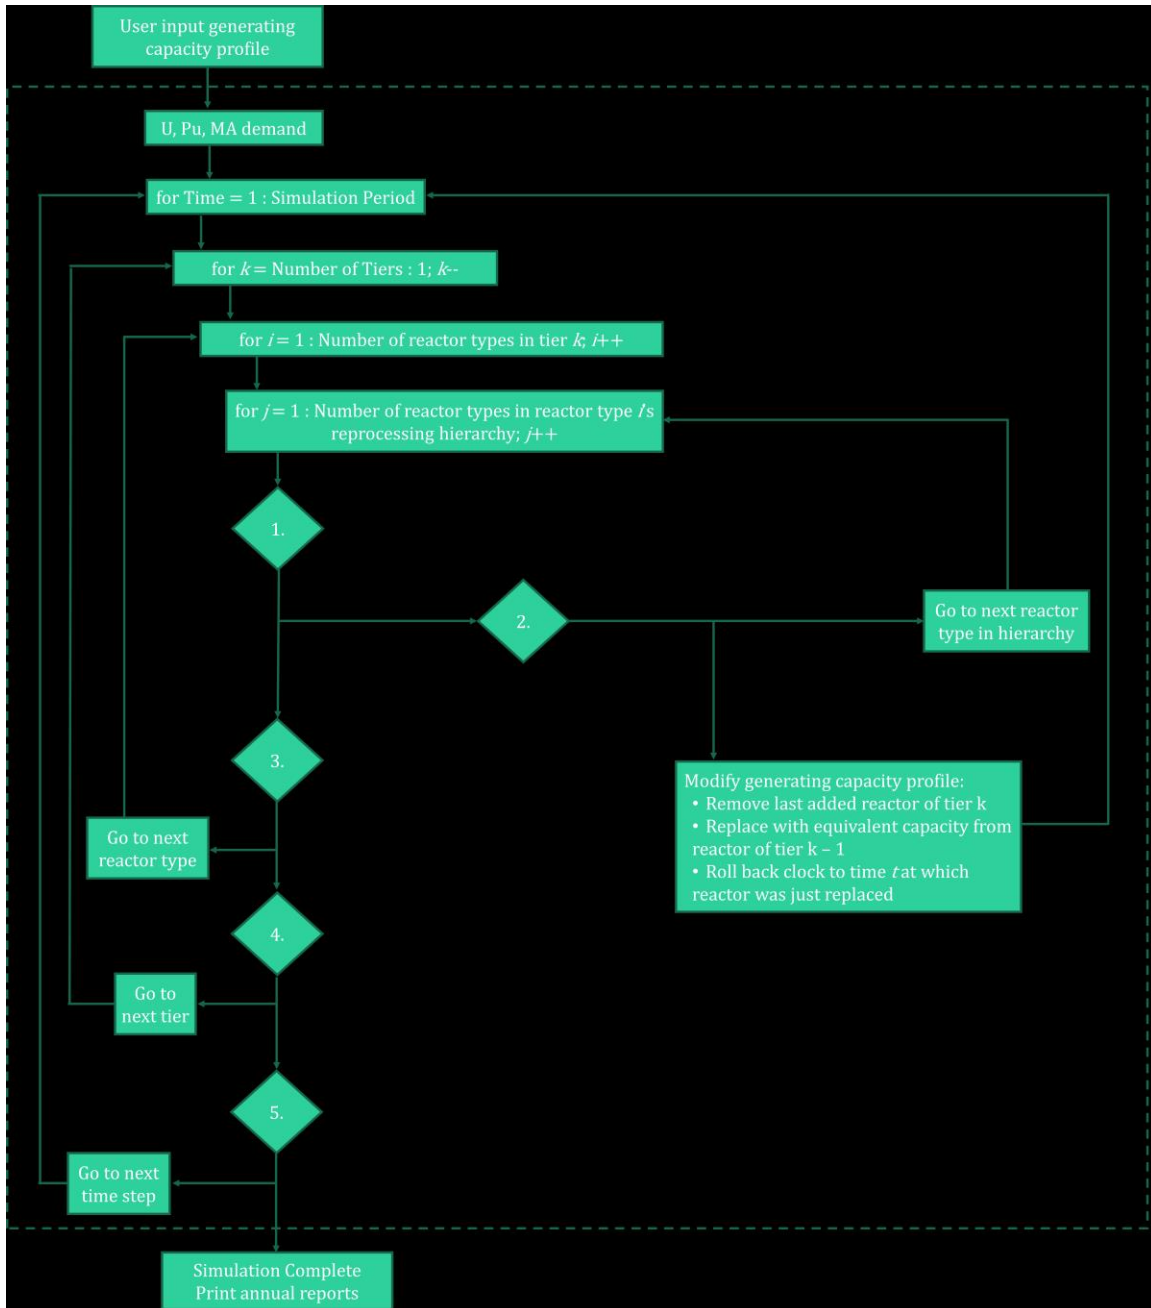 User input generating
capacity profile
U, Pu, MA demand
for Time = 1 : Simulation Period
for k = Number of Tiers : 1; k--
for i = 1 : Number of reactor types in tier k; i++
for j = 1 : Number of reactor types in reactor type i's
reprocessing hierarchy; j++
1.
2.
Go to next reactor
type in hierarchy
3.
Modify generating capacity profile:
• Remove last added reactor of tier k
• Replace with equivalent capacity from
reactor of tier k – 1
• Roll back clock to time t at which
reactor was just replaced
Go to next
reactor type
4.
Go to
next tier
5.
Go to next
time step
Simulation Complete
Print annual reports